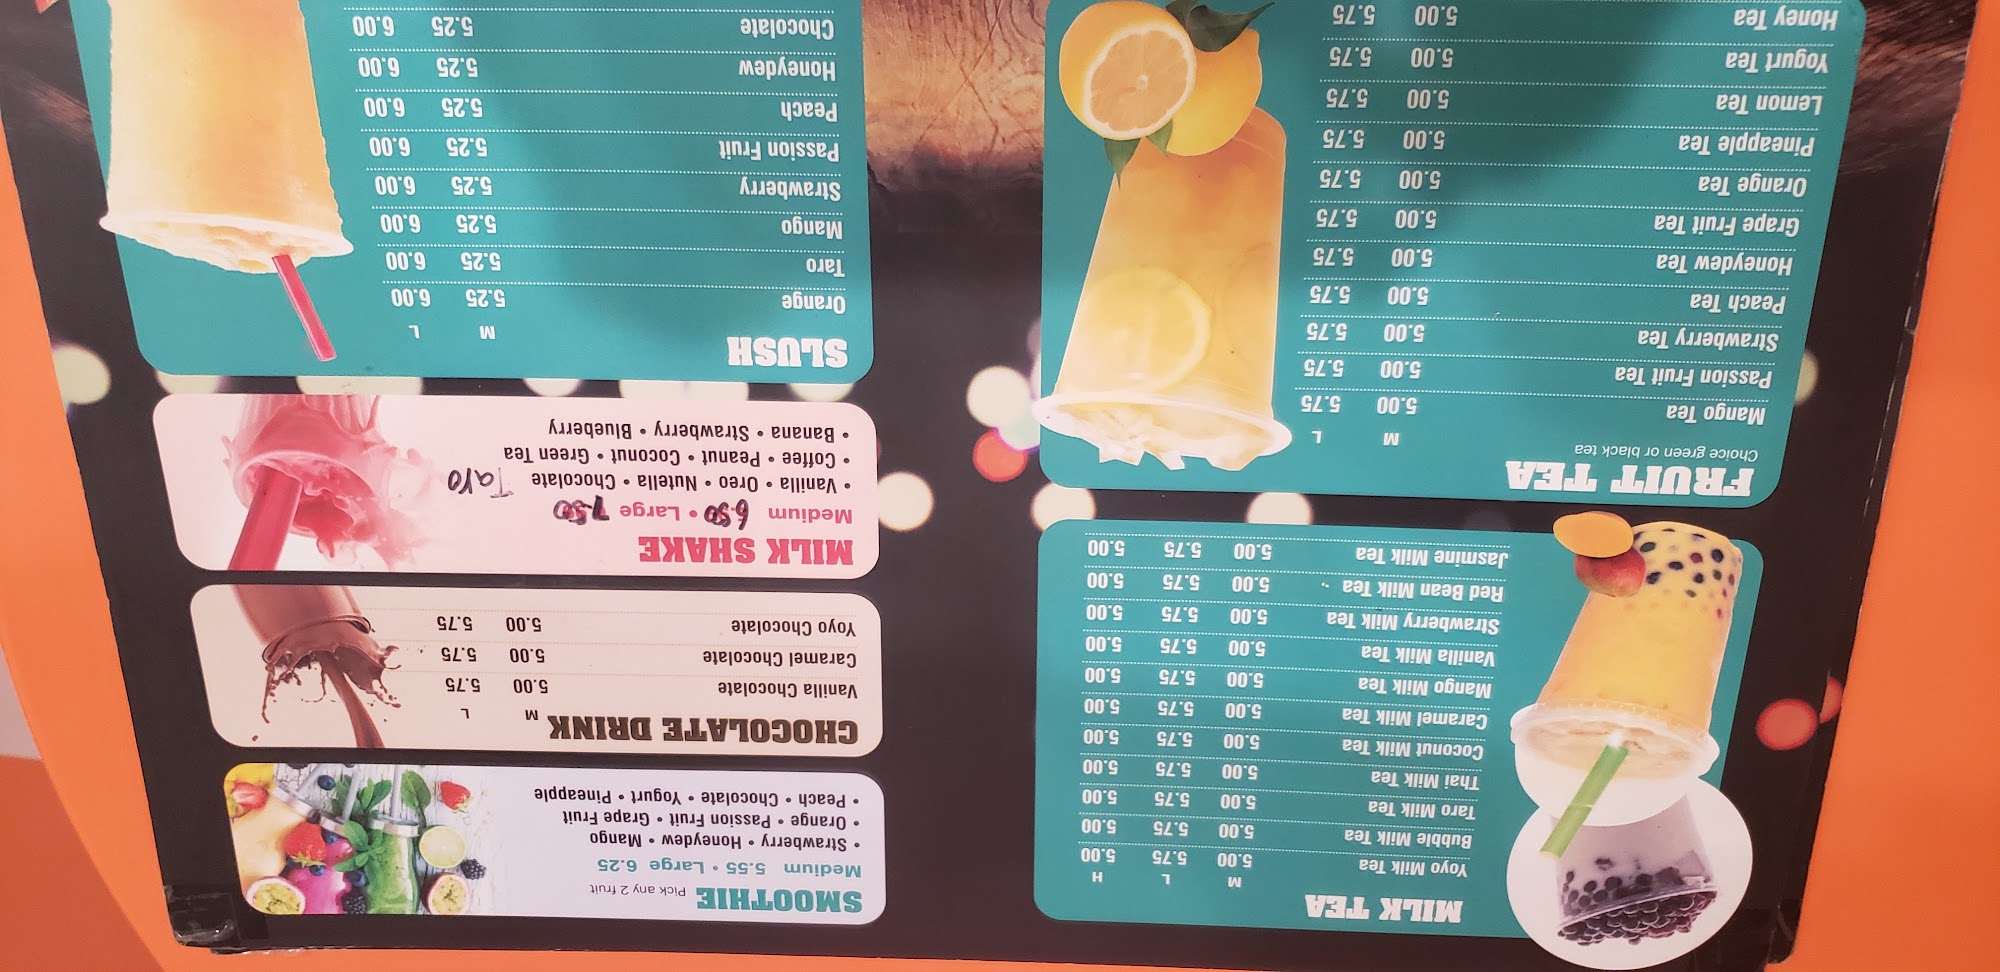 MILK TEA
M L H
Yoyo Milk Tea 5.00 5.75 5.00
Bubble Milk Tea 5.00 5.75 5.00
Taro Milk Tea 5.00 5.75 5.00
Thai Milk Tea 5.00 5.75 5.00
Coconut Milk Tea 5.00 5.75 5.00
Caramel Milk Tea 5.00 5.75 5.00
Mango Milk Tea 5.00 5.75 5.00
Vanilla Milk Tea 5.00 5.75 5.00
Strawberry Milk Tea 5.00 5.75 5.00
Red Bean Milk Tea 5.00 5.75 5.00
Jasmine Milk Tea 5.00 5.75 5.00
FRUIT TEA
Choice green or black tea
M L
Mango Tea 5.00 5.75
Passion Fruit Tea 5.00 5.75
Strawberry Tea 5.00 5.75
Peach Tea 5.00 5.75
Honeydew Tea 5.00 5.75
Grape Fruit Tea 5.00 5.75
Orange Tea 5.00 5.75
Pineapple Tea 5.00 5.75
Lemon Tea 5.00 5.75
Yogurt Tea 5.00 5.75
Honey Tea 5.00 5.75
SMOOTHIE Pick any 2 fruit
Medium 5.55 • Large 6.25
• Strawberry • Honeydew • Mango
• Orange • Passion Fruit • Grape Fruit
• Peach • Chocolate • Yogurt • Pineapple
CHOCOLATE DRINK M L
Vanilla Chocolate 5.00 5.75
Caramel Chocolate 5.00 5.75
Yoyo Chocolate 5.00 5.75
MILK SHAKE
Medium 6.50 • Large 7.50
• Vanilla • Oreo • Nutella • Chocolate Taro
• Coffee • Peanut • Coconut • Green Tea
• Banana • Strawberry • Blueberry
SLUSH
M L
Orange 5.25 6.00
Taro 5.25 6.00
Mango 5.25 6.00
Strawberry 5.25 6.00
Passion Fruit 5.25 6.00
Peach 5.25 6.00
Honeydew 5.25 6.00
Chocolate 5.25 6.00